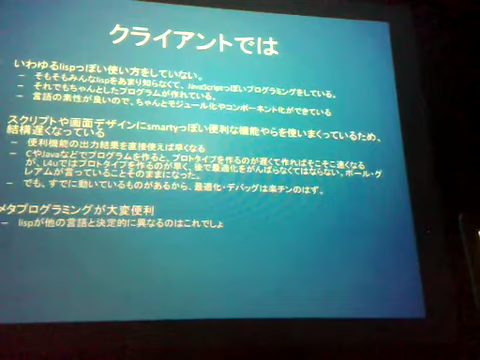 クライアントでは
いわゆるlispっぽい使い方をしていない。
– そもそもみんなlispをあまり知らなくて、JavaScriptっぽいプログラミングをしている。
– それでもちゃんとしたプログラムが作れている。
– 言語の素性が良いので、ちゃんとモジュール化やコンポーネント化ができている
スクリプトや画面デザインにsmartyっぽい便利な機能やらを使いまくっているため、
結構遅くなっている
– 便利機能の出力結果を直接使えば早くなる
– CやJavaなどでプログラムを作ると、プロトタイプを作るのが遅くて作ればそこそこ速くなる
が、L4uではプロトタイプを作るのが早く、後で最適化をがんばらなくてはならない。ポール・グ
レアムが言っていることそのままになった。
– でも、すでに動いているものがあるから、最適化・デバッグは楽チンのはず。
メタプログラミングが大変便利
– lispが他の言語と決定的に異なるのはこれでしょ